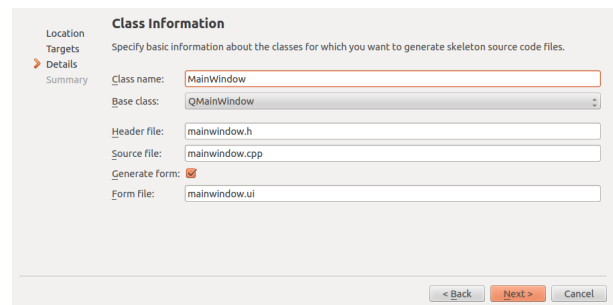 Location
Targets
Details
Summary
Class Information
Specify basic information about the classes for which you want to generate skeleton source code files.
Class name: MainWindow
Base class: QMainWindow
Header file: mainwindow.h
Source file: mainwindow.cpp
Generate form:
Form file: mainwindow.ui
< Back Next > Cancel